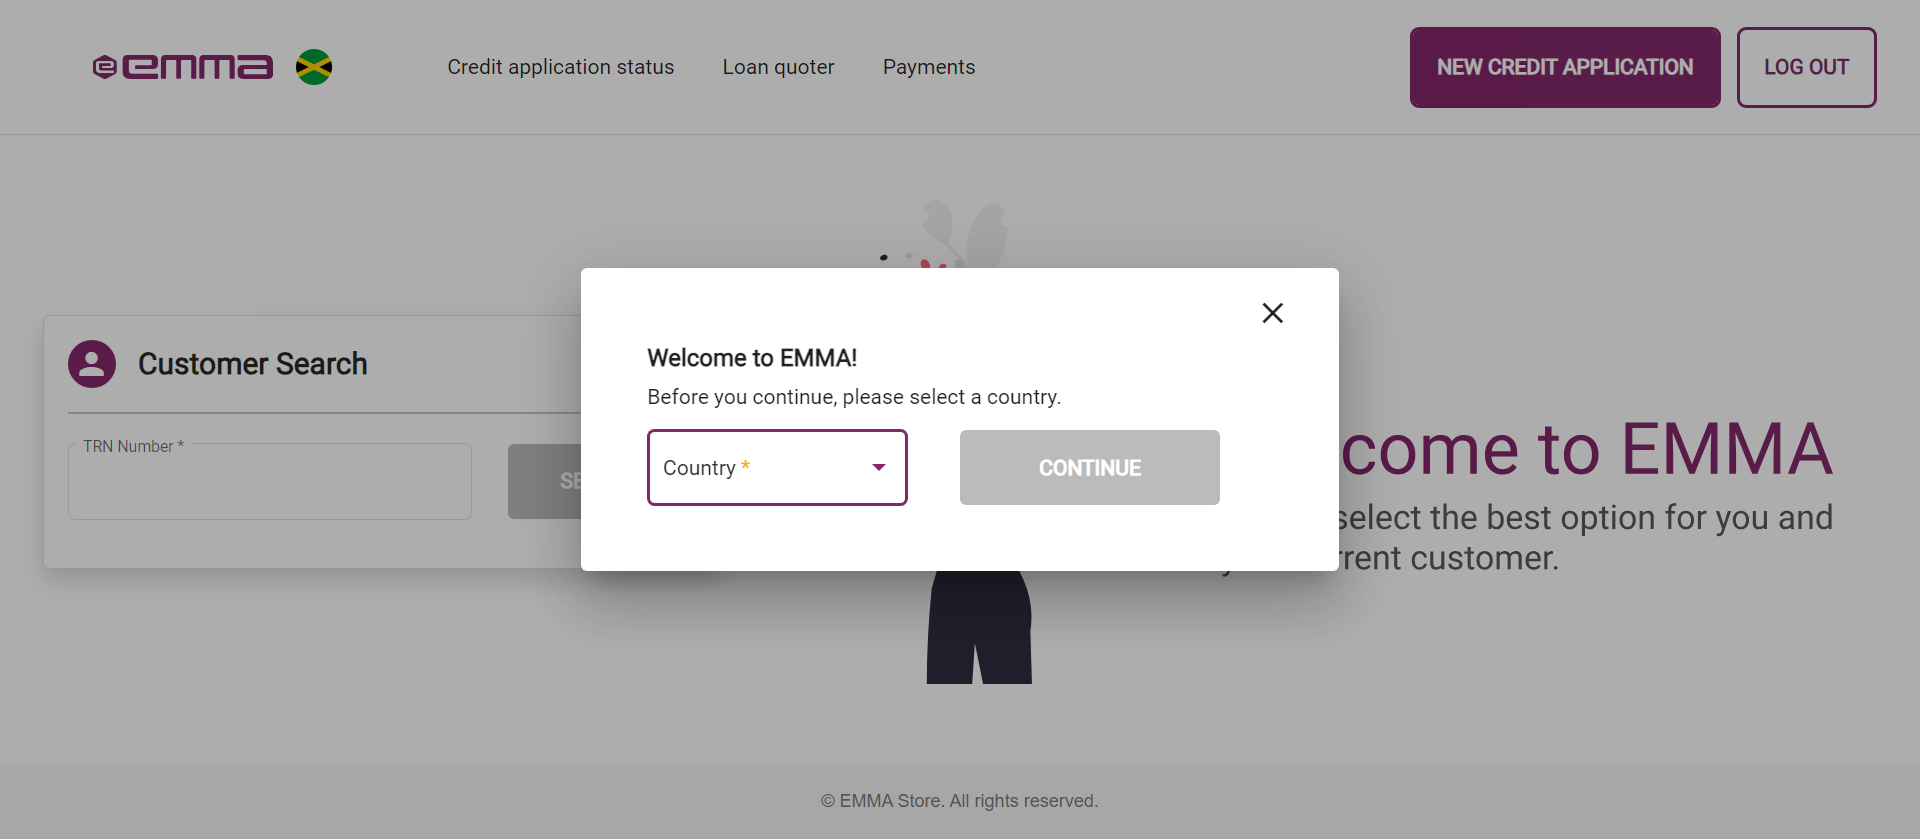 emma
Credit application status
Loan quoter
Payments
NEW CREDIT APPLICATION
LOG OUT
Customer Search
TRN Number *
SE
Welcome to EMMA!
Before you continue, please select a country.
Country *
CONTINUE
come to EMMA
select the best option for you and
rrent customer.
© EMMA Store. All rights reserved.